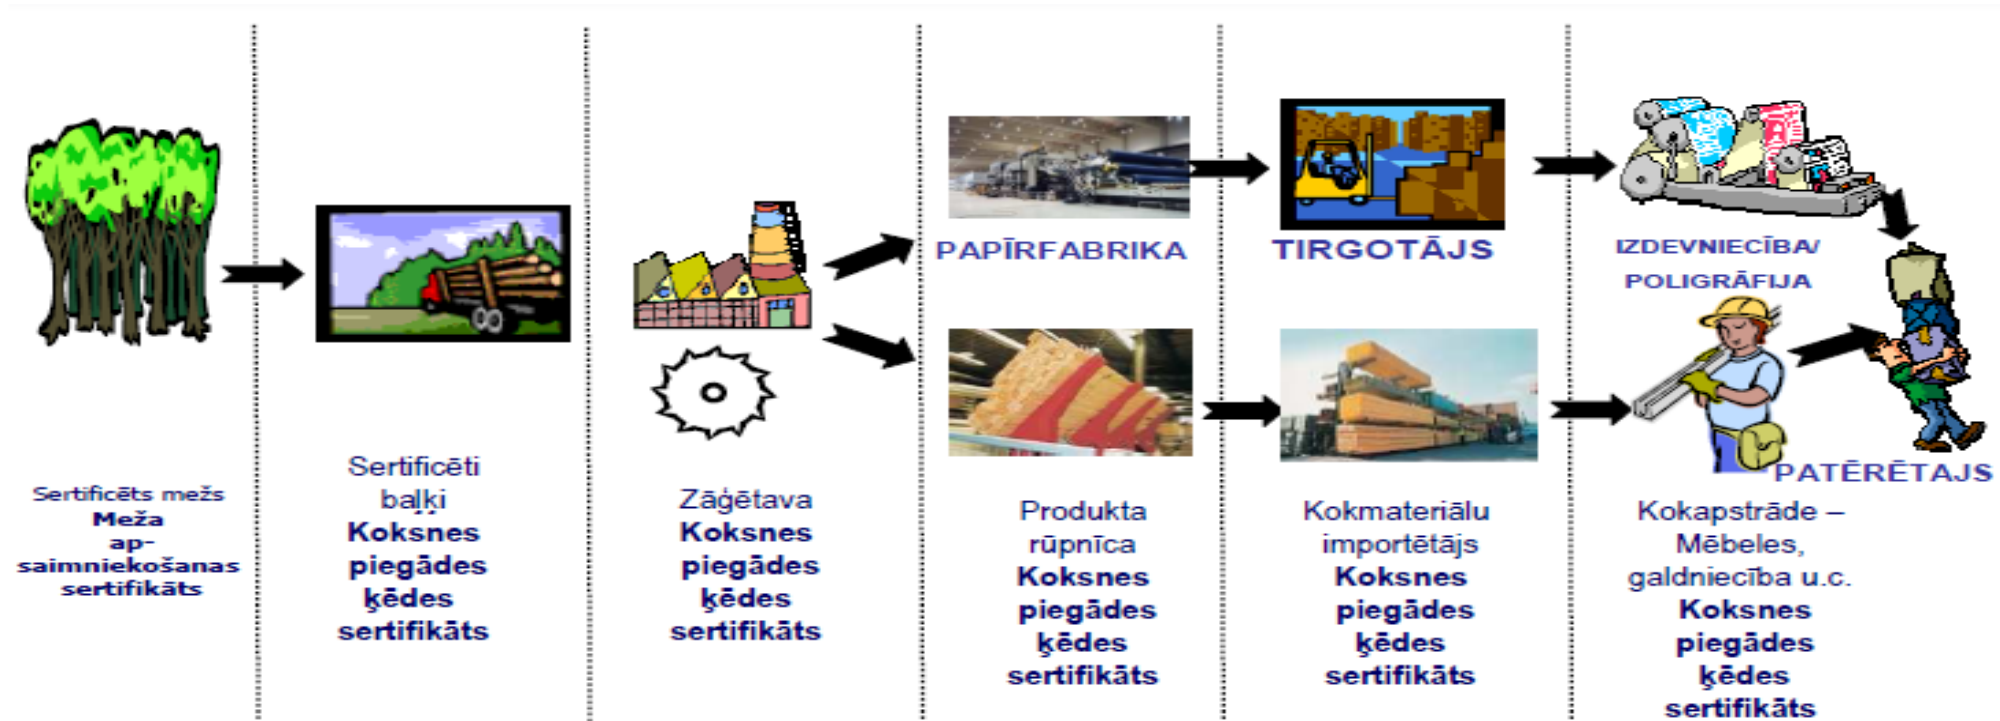 Sertificēts mežs
Meža
ap-
saimniekošanas
sertifikāts
Sertificēti
baļķi
Koksnes
piegādes
ķēdes
sertifikāts
Zāģētava
Koksnes
piegādes
ķēdes
sertifikāts
PAPĪRFABRIKA
Produkta
rūpnīca
Koksnes
piegādes
ķēdes
sertifikāts
TIRGOTĀJS
Kokmateriālu
importētājs
Koksnes
piegādes
ķēdes
sertifikāts
IZDEVNIECĪBA/
POLIGRĀFIJA
PATĒRĒTAJS
Kokapstrāde –
Mēbeles,
galdniecība u.c.
Koksnes
piegādes
ķēdes
sertifikāts